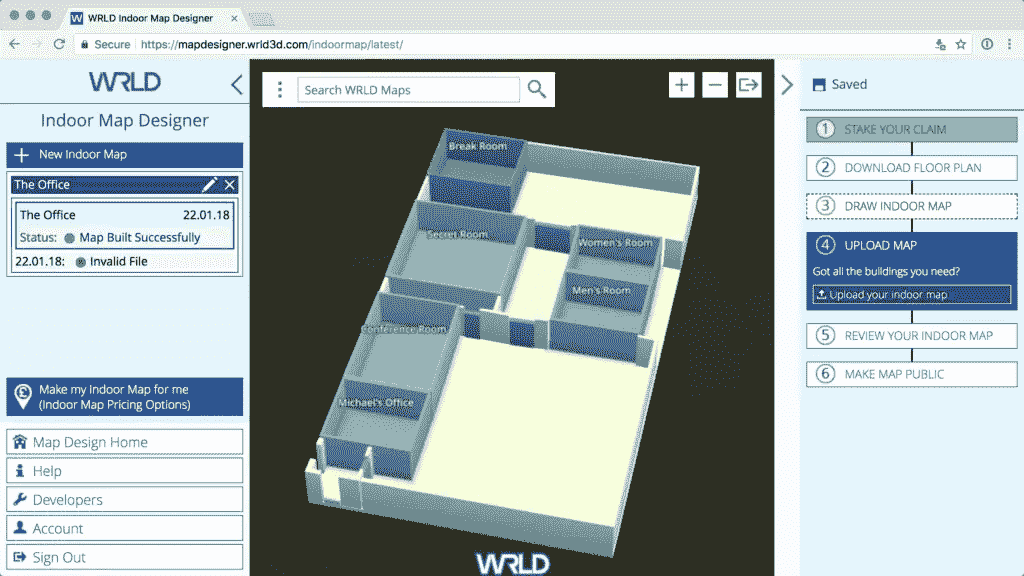 WRLD Indoor Map Designer
Secure https://mapdesigner.wrld3d.com/indoormap/latest/
WRLD
Indoor Map Designer
New Indoor Map
The Office
The Office 22.01.18
Status: Map Built Successfully
22.01.18: Invalid File
Make my Indoor Map for me
(Indoor Map Pricing Options)
Map Design Home
Help
Developers
Account
Sign Out
Search WRLD Maps
Break Room
Secret Room
Women's Room
Men's Room
Conference Room
Michael's Office
WRLD
Saved
1 STAKE YOUR CLAIM
2 DOWNLOAD FLOOR PLAN
3 DRAW INDOOR MAP
4 UPLOAD MAP
Got all the buildings you need?
Upload your indoor map
5 REVIEW YOUR INDOOR MAP
6 MAKE MAP PUBLIC